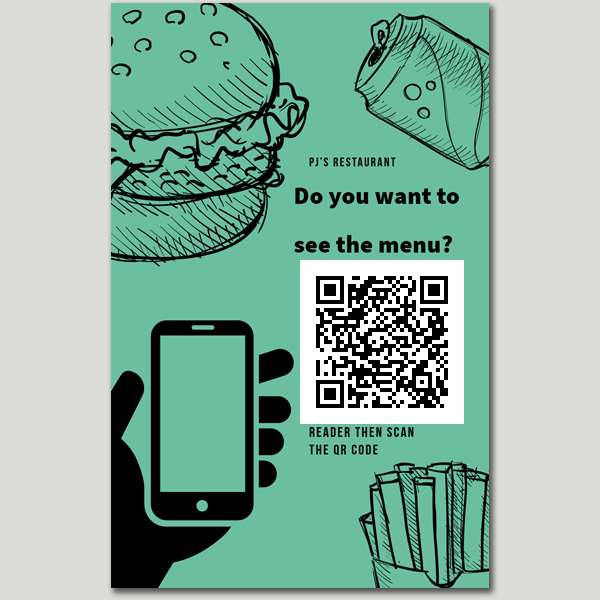 PJ'S RESTAURANT
Do you want to
see the menu?
READER THEN SCAN
THE QR CODE